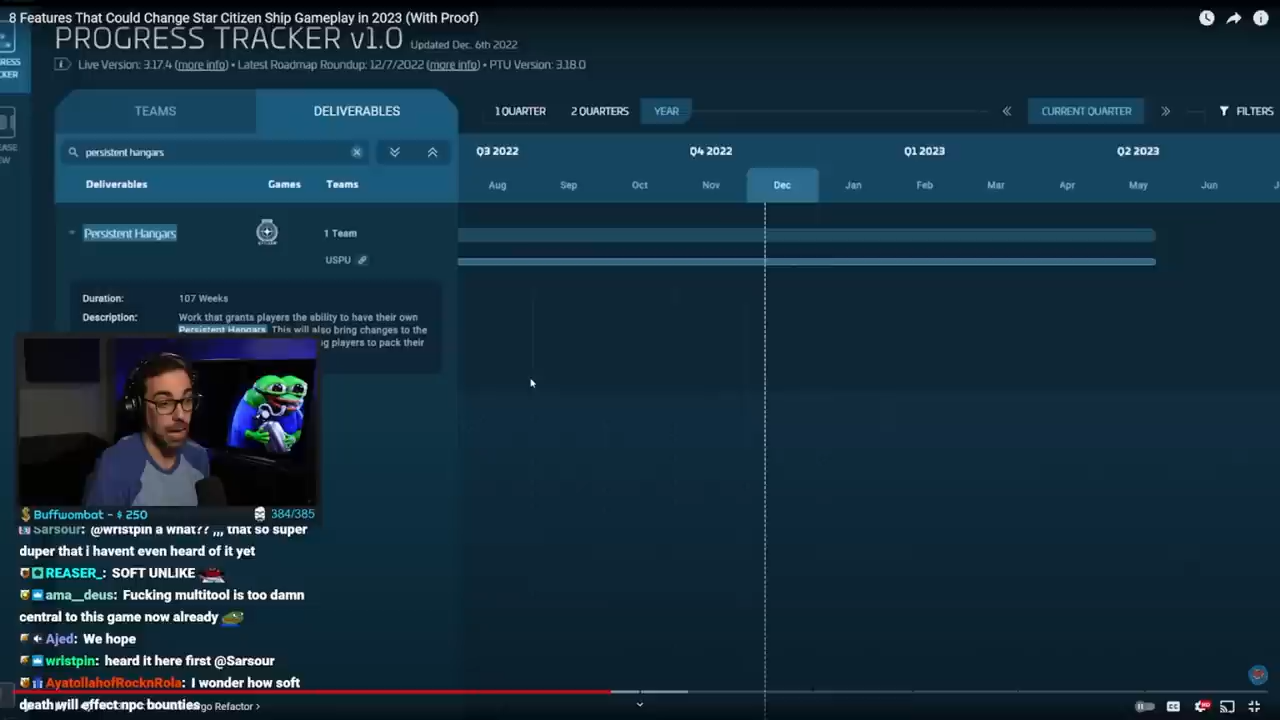 8 Features That Could Change Star Citizen Ship Gameplay in 2023 (With Proof)
PROGRESS TRACKER v1.0 Updated Dec. 6th 2022
Live Version: 3.17.4 (more info) • Latest Roadmap Roundup: 12/7/2022 (more info) • PTU Version: 3.18.0
TEAMS
DELIVERABLES
1 QUARTER
2 QUARTERS
YEAR
CURRENT QUARTER
FILTERS
persistent hangars
Q3 2022
Q4 2022
Q1 2023
Q2 2023
Deliverables
Games
Teams
Aug
Sep
Oct
Nov
Dec
Jan
Feb
Mar
Apr
May
Jun
Persistent Hangars
1 Team
USPU
Duration: 107 Weeks
Description: Work that grants players the ability to have their own
Persistent Hangars. This will also bring changes to the
g players to pack their
$ Buffwombat - $ 250
384/385
Sarsour: @wristpin a what?? ,,, that so super
duper that i havent even heard of it yet
REASER_: SOFT UNLIKE
ama__deus: Fucking multitool is too damn
central to this game now already
Ajed: We hope
wristpin: heard it here first @Sarsour
AyatollahofRocknRola: I wonder how soft
death will effect npc bounties
rgo Refactor >